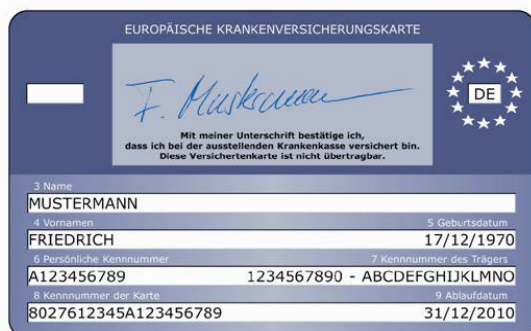 EUROPÄISCHE KRANKENVERSICHERUNGSKARTE
F. Mustermann
DE
Mit meiner Unterschrift bestätige ich,
dass ich bei der ausstellenden Krankenkasse versichert bin.
Diese Versichertenkarte ist nicht übertragbar.
3 Name
MUSTERMANN
4 Vornamen 5 Geburtsdatum
FRIEDRICH 17/12/1970
6 Persönliche Kennnummer 7 Kennnummer des Trägers
A123456789 1234567890 - ABCDEFGHIJKLMNO
8 Kennnummer der Karte 9 Ablaufdatum
8027612345A123456789 31/12/2010